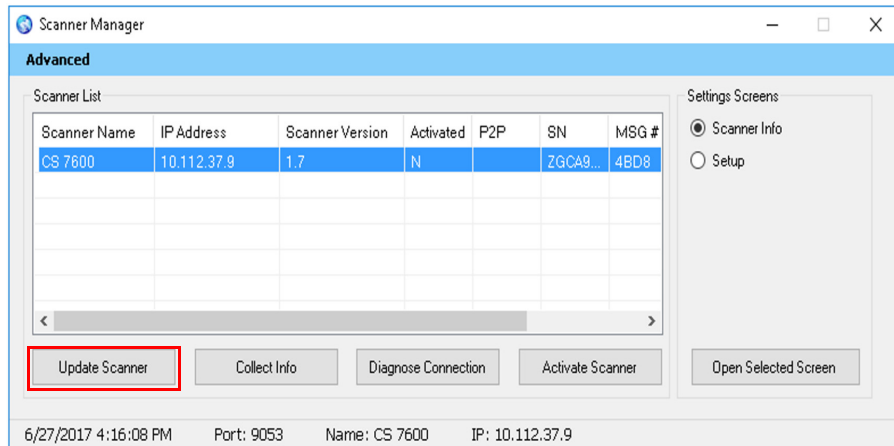 Scanner Manager
Advanced
Scanner List
Scanner Name IP Address Scanner Version Activated P2P SN MSG #
CS 7600 10.112.37.9 1.7 N ZGCA9... 4BD8
Settings Screens
Scanner Info
Setup
Update Scanner Collect Info Diagnose Connection Activate Scanner Open Selected Screen
6/27/2017 4:16:08 PM Port: 9053 Name: CS 7600 IP: 10.112.37.9